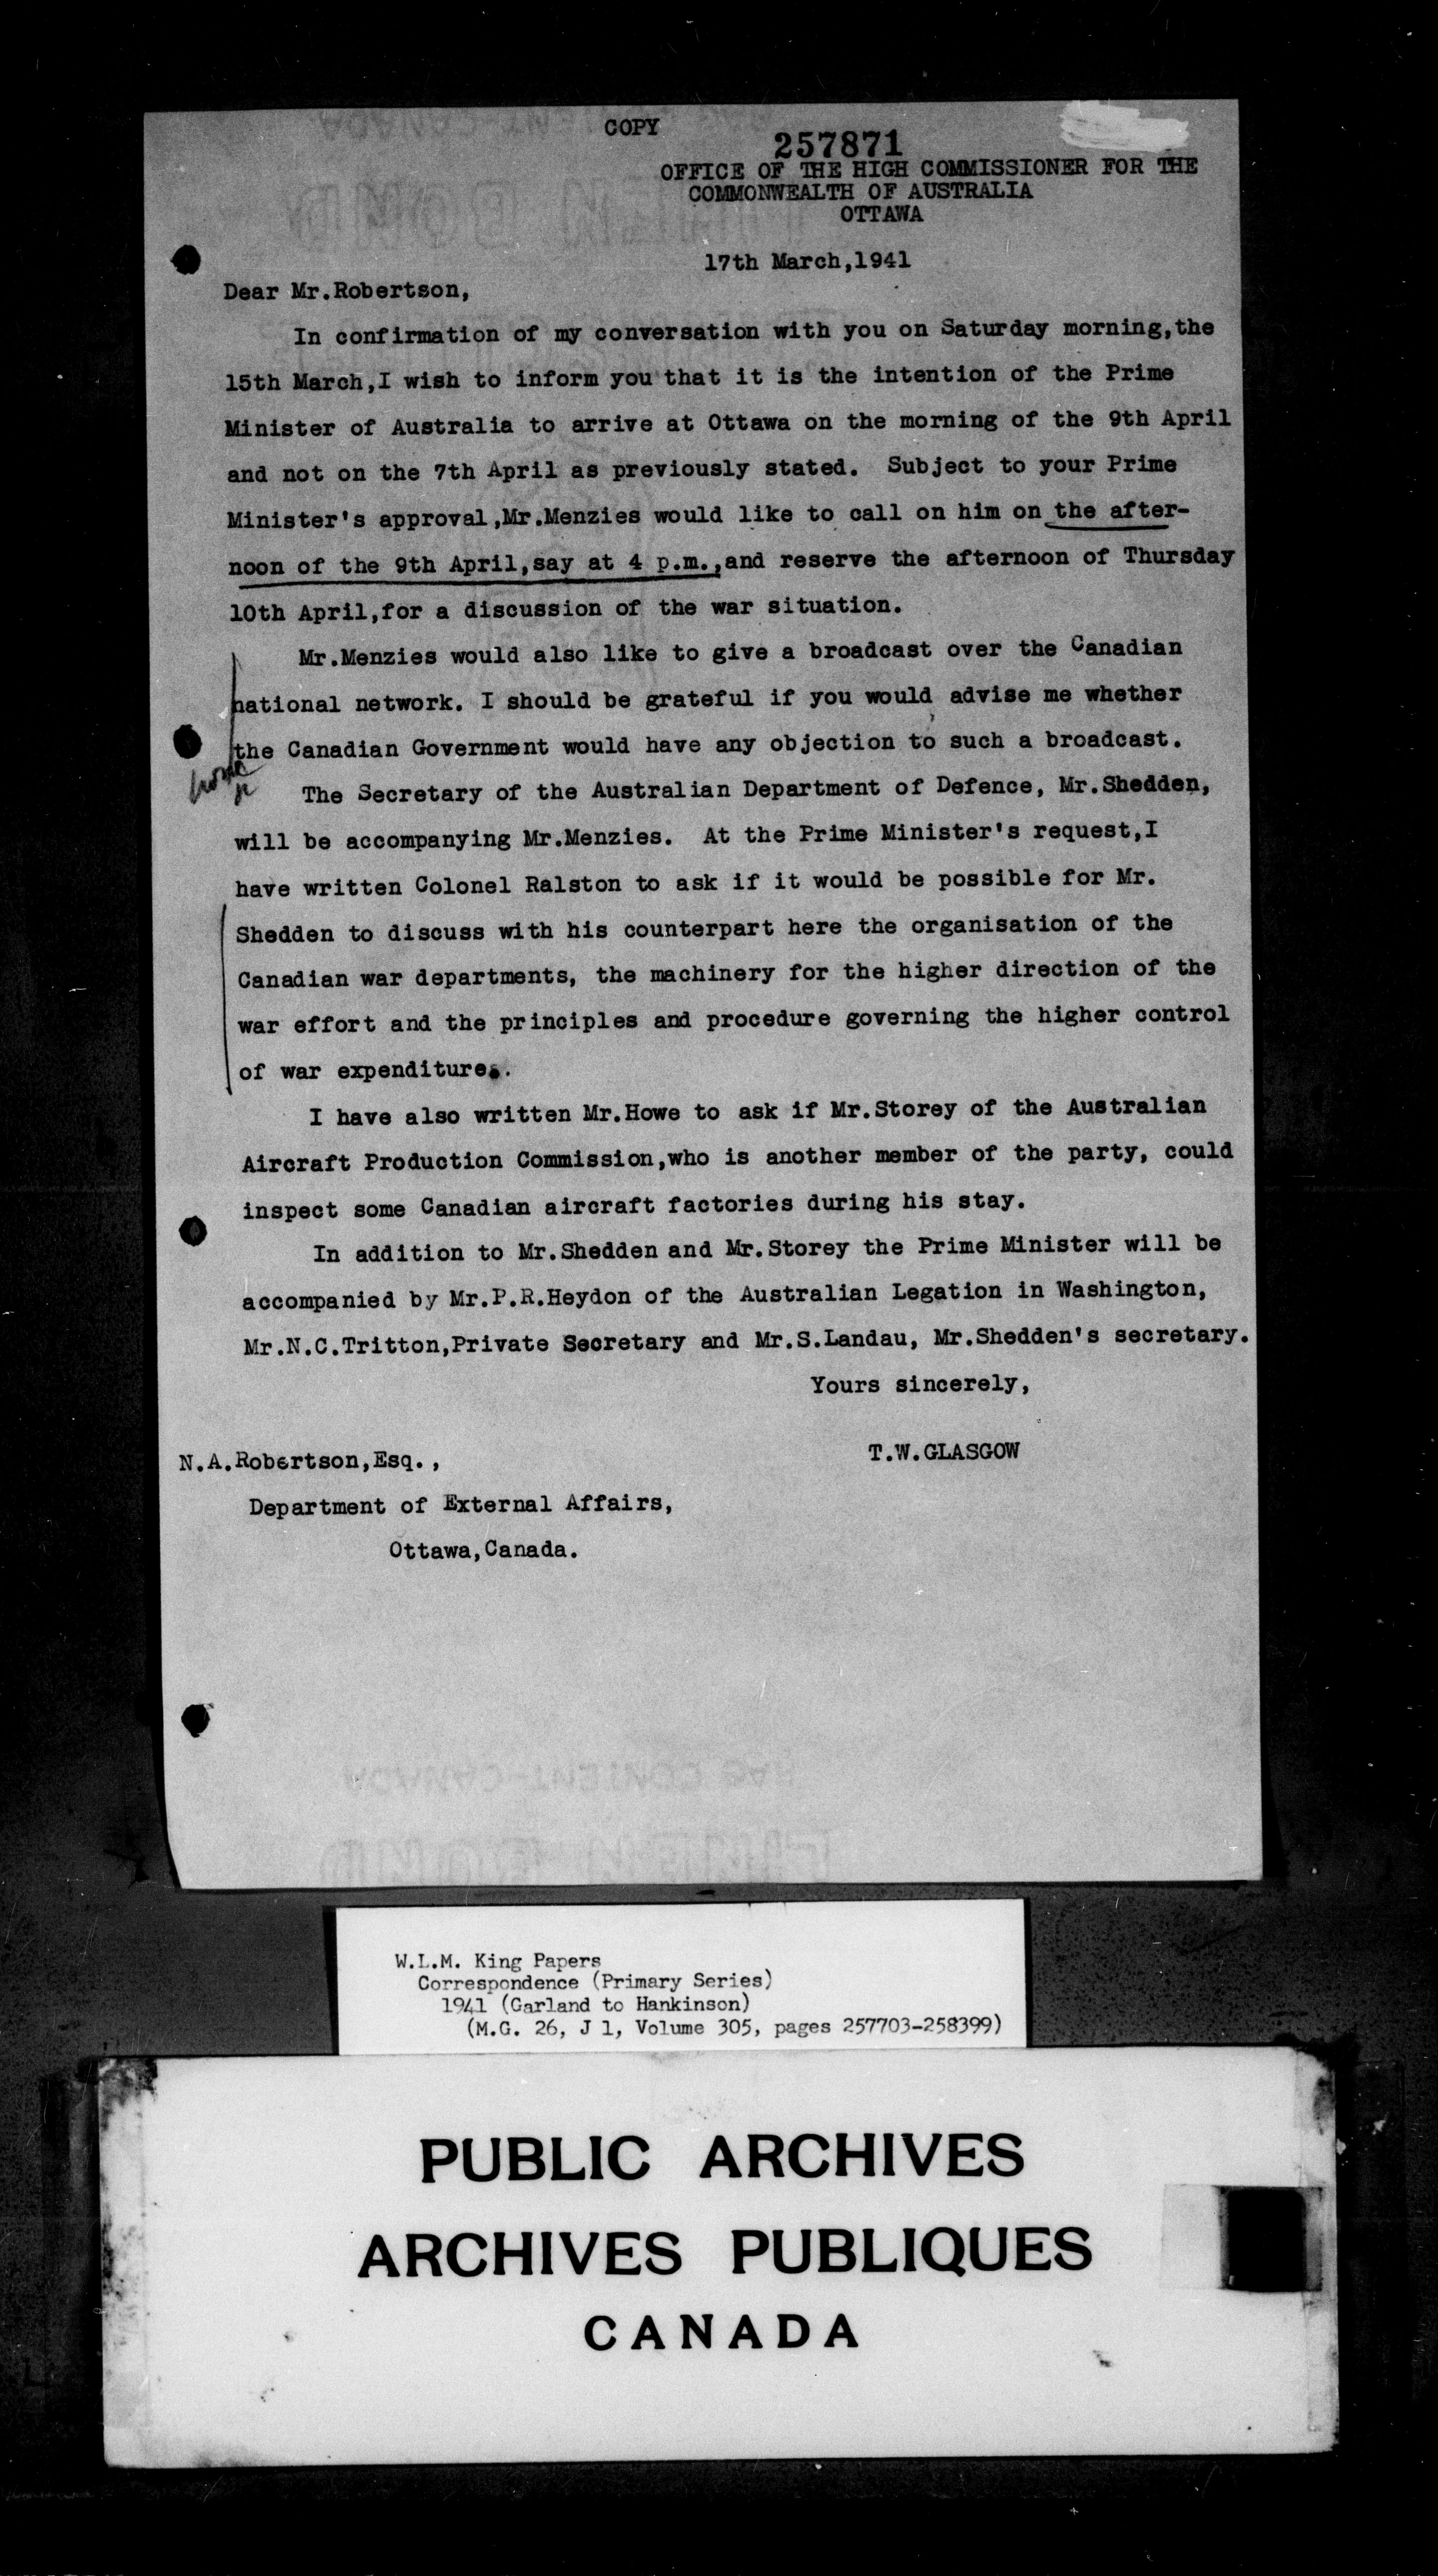 COPY
257871
OFFICE OF THE HIGH COMMISSIONER FOR THE
COMMONWEALTH OF AUSTRALIA
OTTAWA
17th March,1941
Dear Mr.Robertson,
In confirmation of my conversation with you on Saturday morning,the
15th March,I wish to inform you that it is the intention of the Prime
Minister of Australia to arrive at Ottawa on the morning of the 9th April
and not on the 7th April as previously stated. Subject to your Prime
Minister's approval,Mr.Menzies would like to call on him on the after-
noon of the 9th April,say at 4 p.m.,and reserve the afternoon of Thursday
10th April,for a discussion of the war situation.
Mr.Menzies would also like to give a broadcast over the Canadian
national network. I should be grateful if you would advise me whether
the Canadian Government would have any objection to such a broadcast.
The Secretary of the Australian Department of Defence, Mr.Shedden,
will be accompanying Mr.Menzies. At the Prime Minister's request,I
have written Colonel Ralston to ask if it would be possible for Mr.
Shedden to discuss with his counterpart here the organisation of the
Canadian war departments, the machinery for the higher direction of the
war effort and the principles and procedure governing the higher control
of war expenditure.
I have also written Mr.Howe to ask if Mr.Storey of the Australian
Aircraft Production Commission,who is another member of the party, could
inspect some Canadian aircraft factories during his stay.
In addition to Mr.Shedden and Mr.Storey the Prime Minister will be
accompanied by Mr.P.R.Heydon of the Australian Legation in Washington,
Mr.N.C.Tritton,Private Secretary and Mr.S.Landau, Mr.Shedden's secretary.
Yours sincerely,
T.W.GLASGOW
N.A.Robertson,Esq.,
Department of External Affairs,
Ottawa,Canada.
RAG CONTENT-CANADA
W.L.M. King Papers
Correspondence (Primary Series)
1941 (Garland to Hankinson)
(M.G. 26, J 1, Volume 305, pages 257703-258399)
PUBLIC ARCHIVES
ARCHIVES PUBLIQUES
CANADA